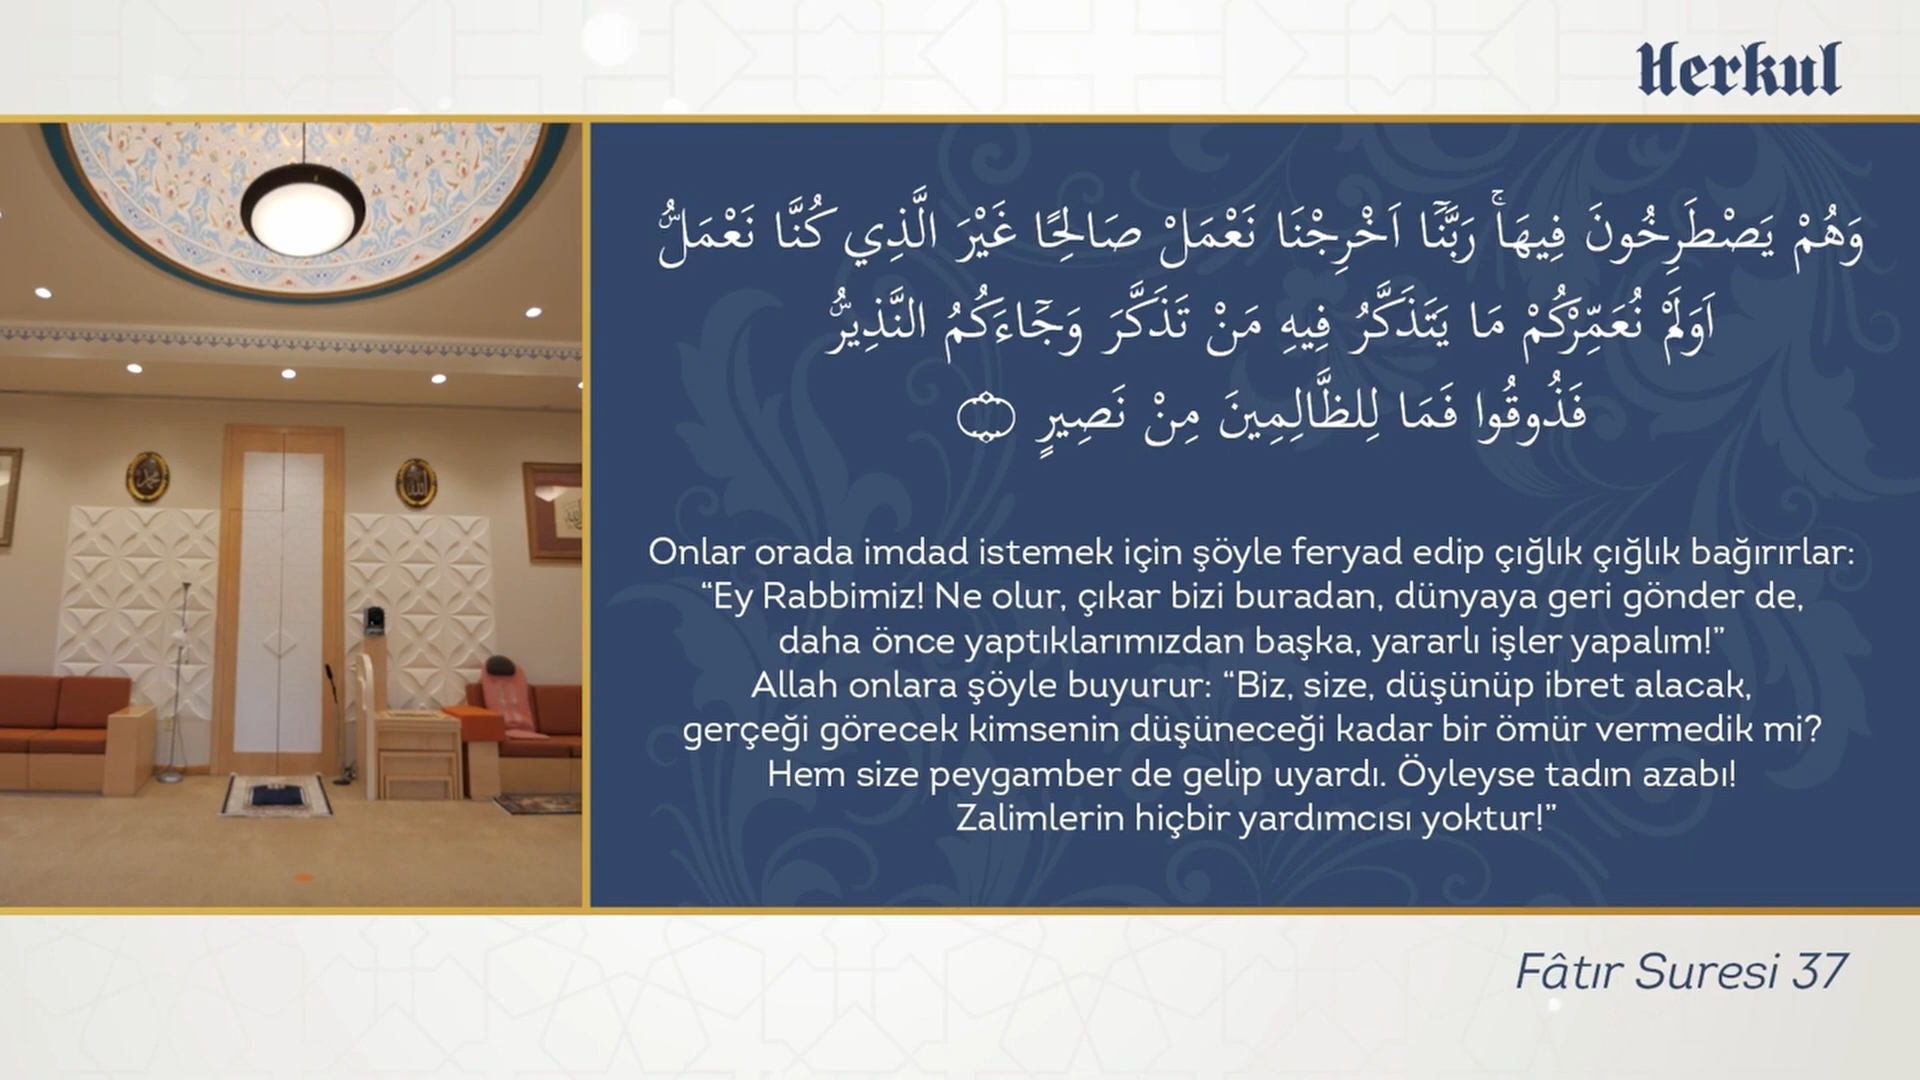 Herkul
وَهُمْ يَصْطَرِخُونَ فِيهَاۚ رَبَّنَٓا اَخْرِجْنَا نَعْمَلْ صَالِحًا غَيْرَ الَّذِي كُنَّا نَعْمَلُۜ
اَوَلَمْ نُعَمِّرْكُمْ مَا يَتَذَكَّرُ فِيهِ مَنْ تَذَكَّرَ وَجَٓاءَكُمُ النَّذِيرُۜ
فَذُوقُوا فَمَا لِلظَّالِمِينَ مِنْ نَصِيرٍ
Onlar orada imdad istemek için şöyle feryad edip çığlık çığlık bağırırlar:
“Ey Rabbimiz! Ne olur, çıkar bizi buradan, dünyaya geri gönder de,
daha önce yaptıklarımızdan başka, yararlı işler yapalım!”
Allah onlara şöyle buyurur: “Biz, size, düşünüp ibret alacak,
gerçeği görecek kimsenin düşüneceği kadar bir ömür vermedik mi?
Hem size peygamber de gelip uyardı. Öyleyse tadın azabı!
Zalimlerin hiçbir yardımcısı yoktur!”
Fâtır Suresi 37